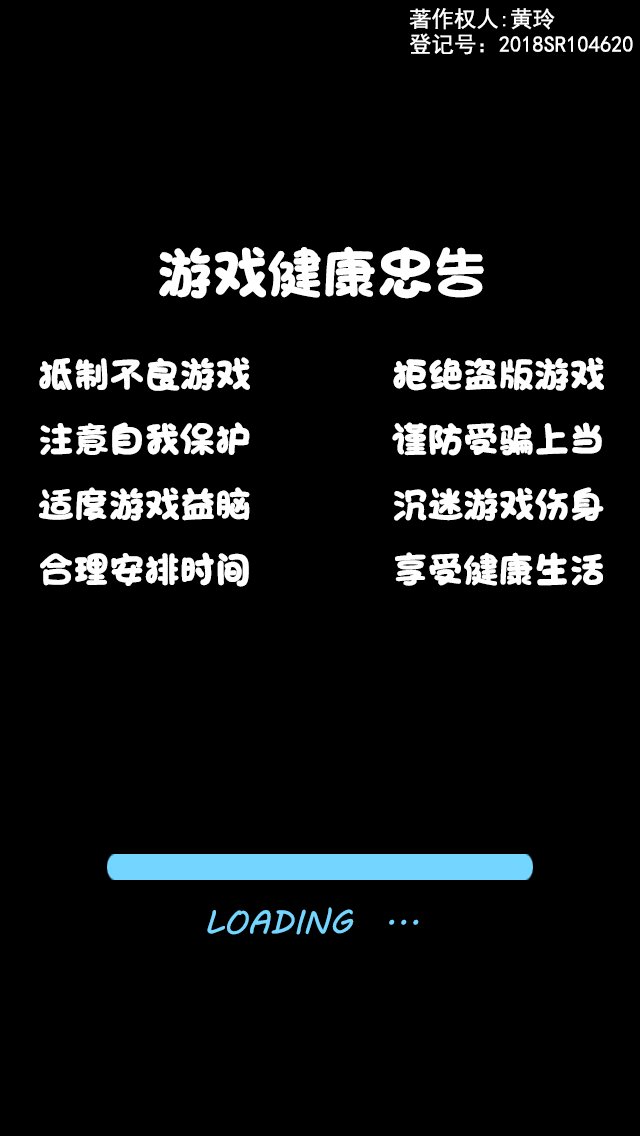 著作权人:黄玲
登记号：2018SR104620
游戏健康忠告
抵制不良游戏 拒绝盗版游戏
注意自我保护 谨防受骗上当
适度游戏益脑 沉迷游戏伤身
合理安排时间 享受健康生活
LOADING ...